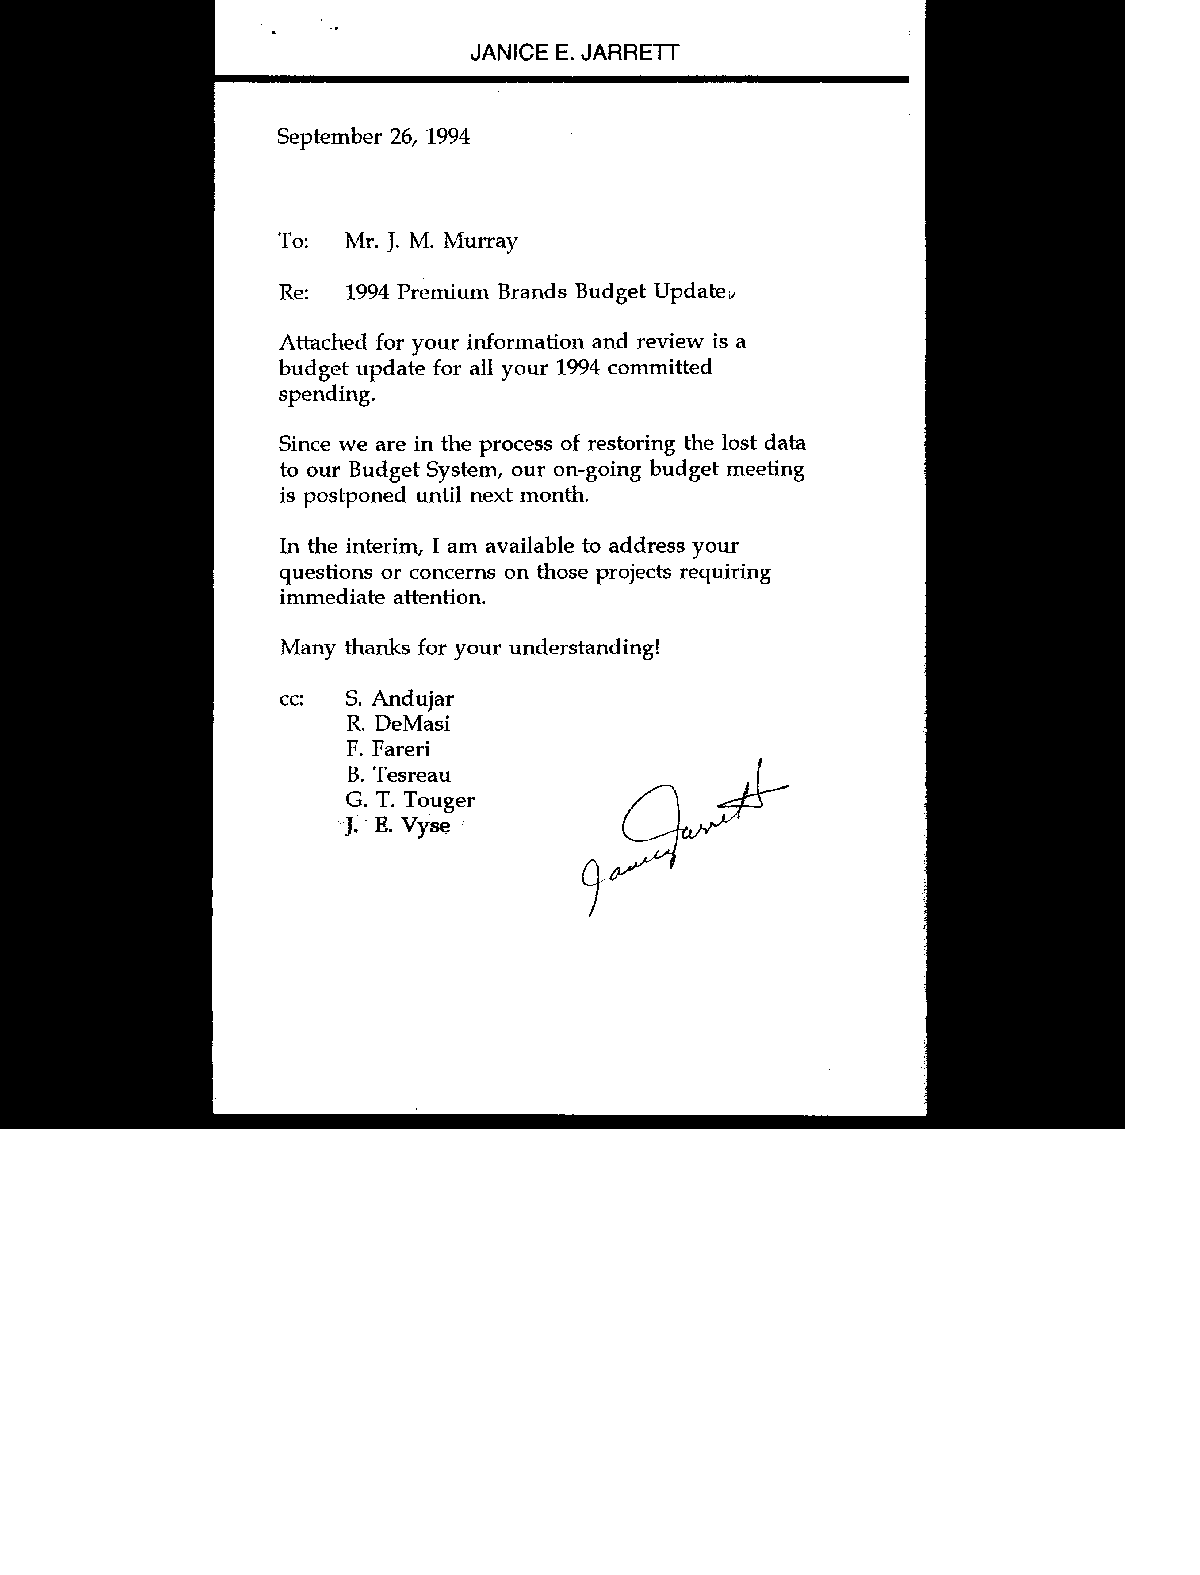 JANICE E. JARRETT
September 26, 1994
To: Mr. J. M. Murray
Re: 1994 Premium Brands Budget Update
Attached for your information and review is a
budget update for all your 1994 committed
spending.
Since we are in the process of restoring the lost data
to our Budget System, our on-going budget meeting
is postponed until next month.
In the interim, I am available to address your
questions or concerns on those projects requiring
immediate attention.
Many thanks for your understanding!
cc: S. Andujar
R. DeMasi
F. Fareri
B. Tesreau
G. T. Touger
J. E. Vyse
Janice Jarrett